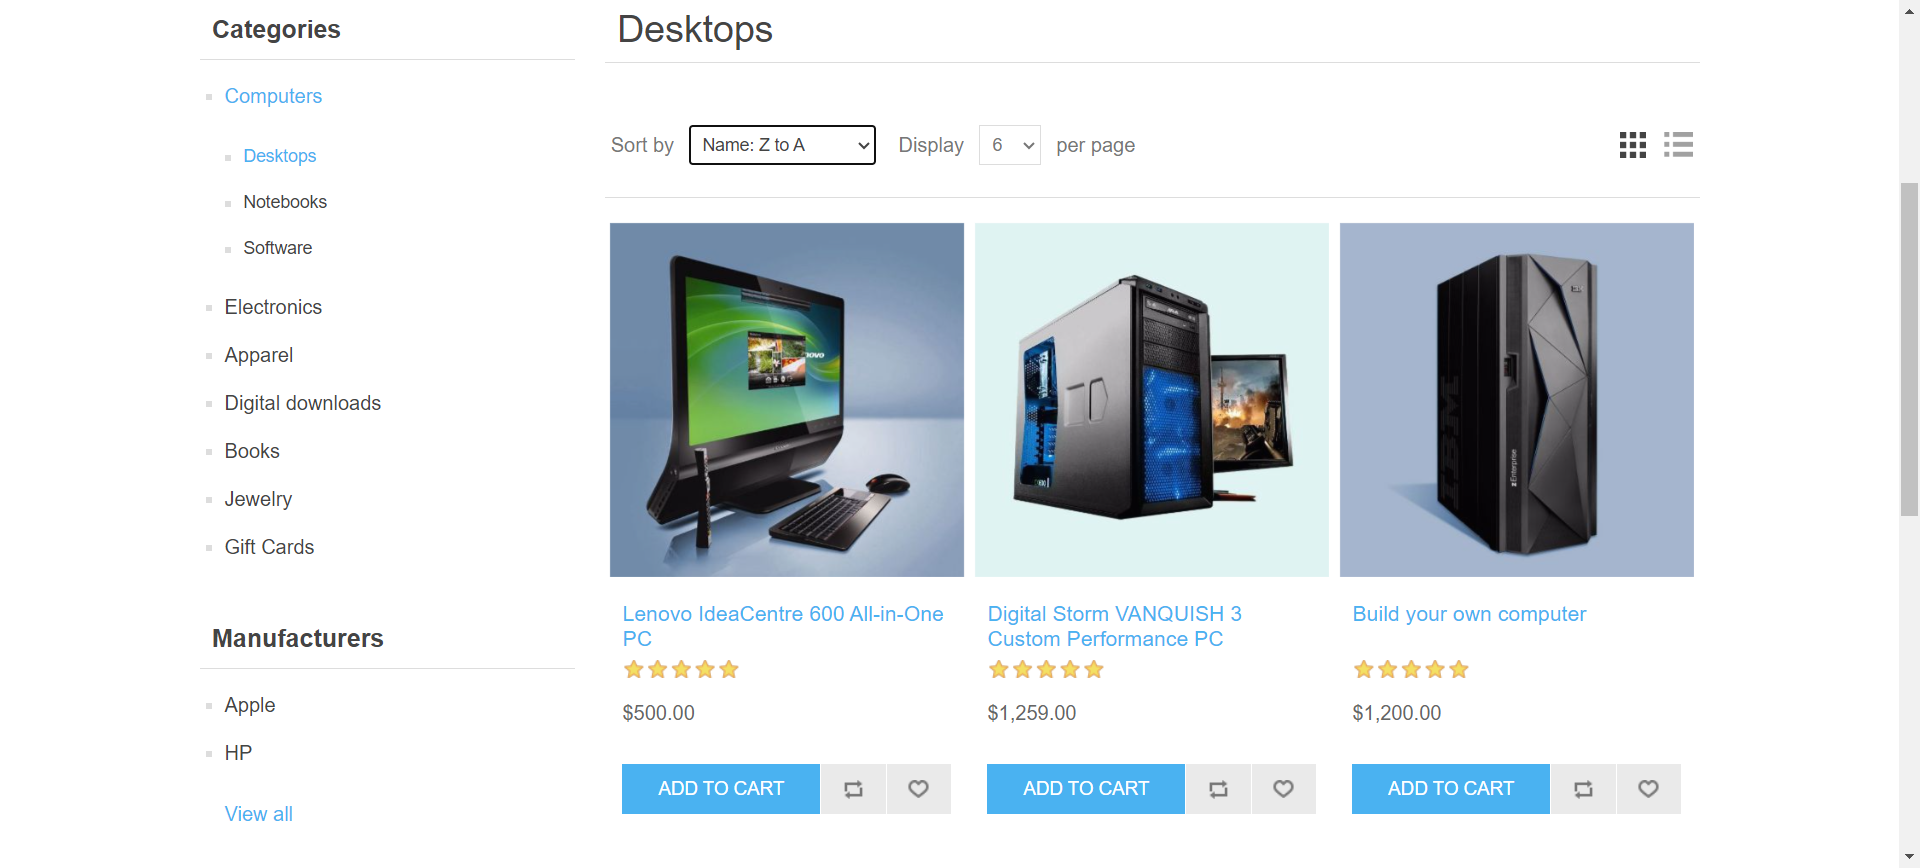 Categories
Computers
Desktops
Notebooks
Software
Electronics
Apparel
Digital downloads
Books
Jewelry
Gift Cards
Manufacturers
Apple
HP
View all
Desktops
Sort by Name: Z to A Display 6 per page
IBM
zEnterprise
Lenovo IdeaCentre 600 All-in-One
PC
$500.00
ADD TO CART
Digital Storm VANQUISH 3
Custom Performance PC
$1,259.00
ADD TO CART
Build your own computer
$1,200.00
ADD TO CART